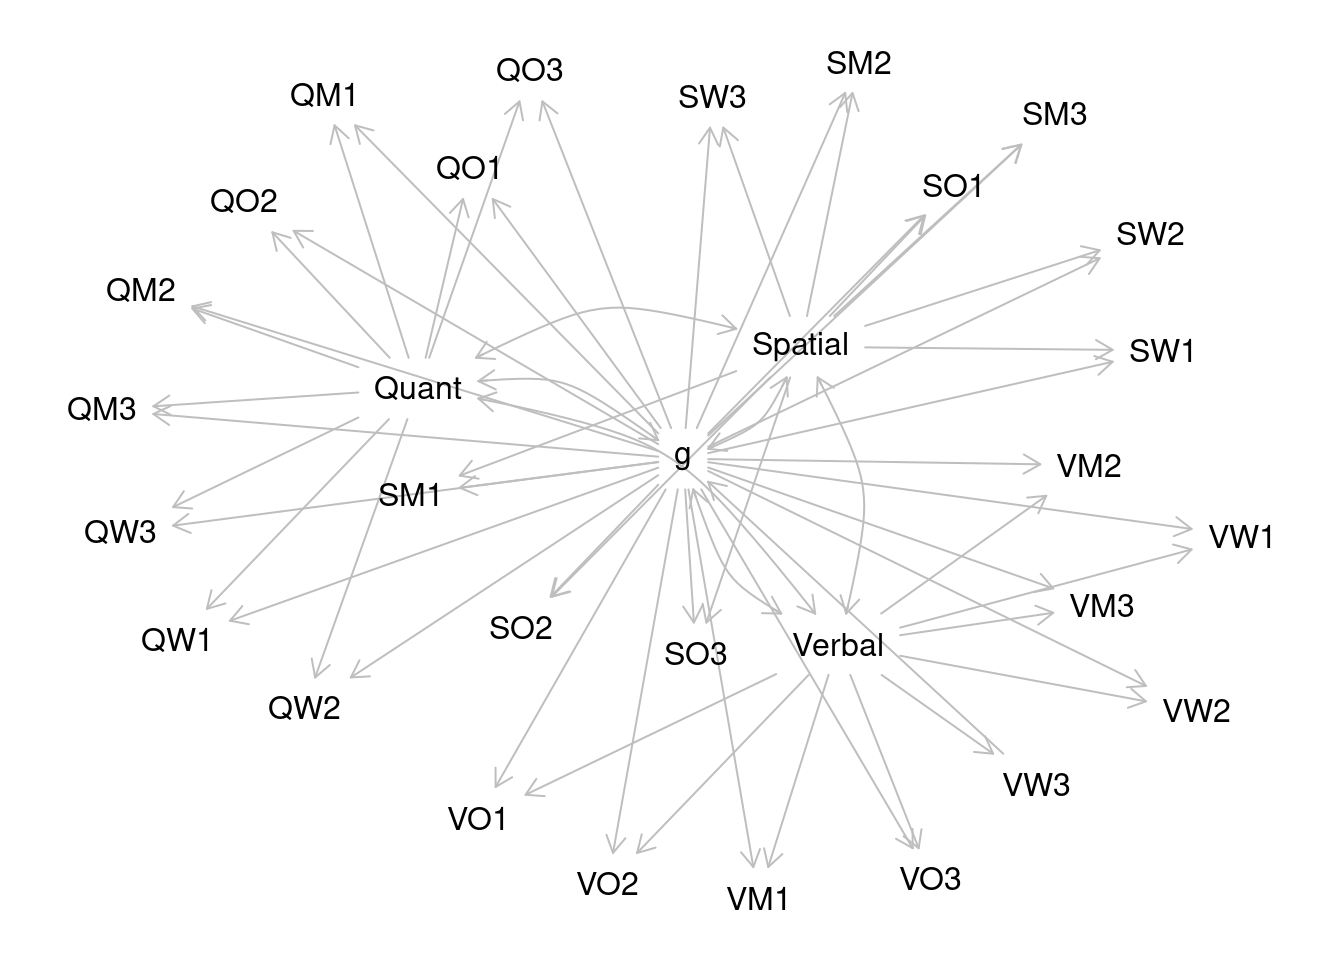 SM2
QO3
QM1
SW3
SM3
QO1
SO1
QO2
SW2
QM2
Spatial
SW1
Quant
QM3
g
VM2
SM1
QW3
VW1
VM3
SO2
QW1
Verbal
SO3
QW2
VW2
VW3
VO1
VO3
VO2
VM1